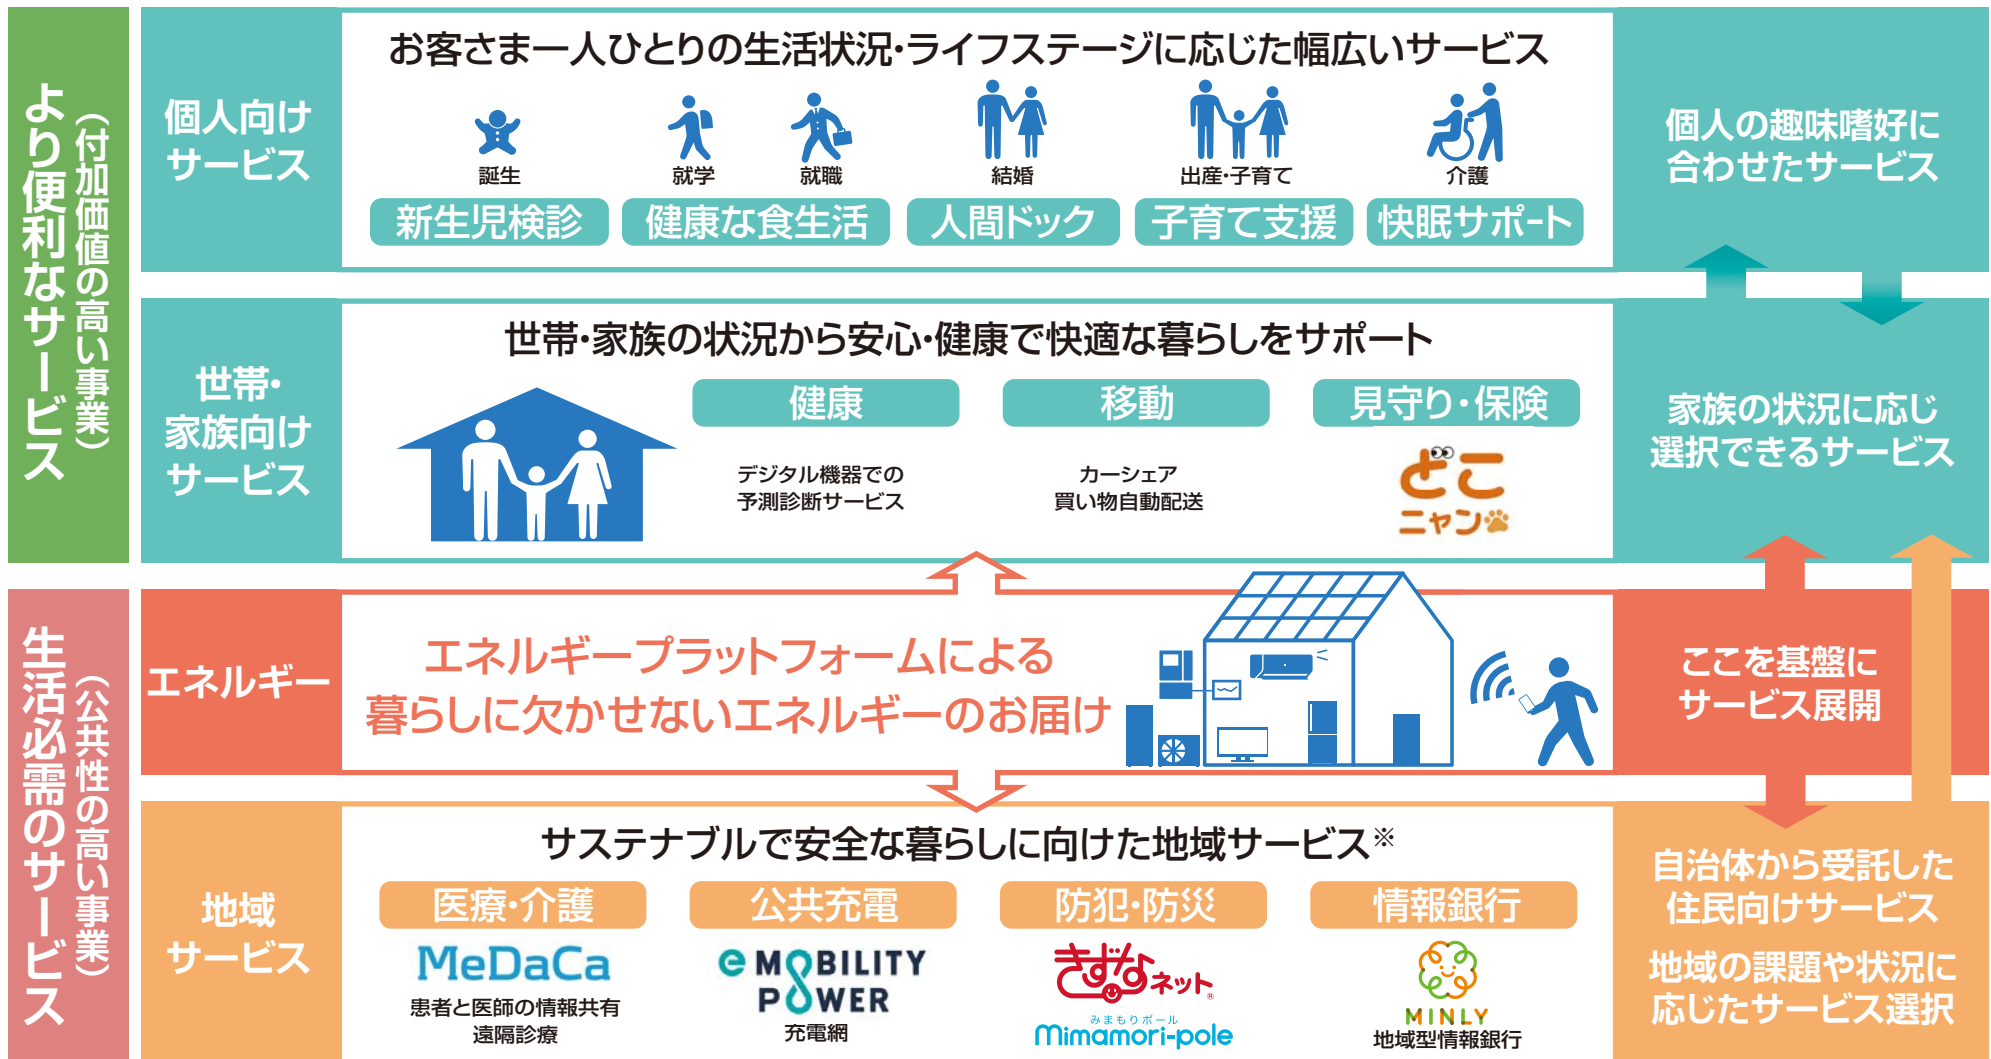 より便利なサービス
（付加価値の高い事業）
個人向け
サービス
お客さま一人ひとりの生活状況・ライフステージに応じた幅広いサービス
誕生
就学
就職
結婚
出産・子育て
介護
新生児検診
健康な食生活
人間ドック
子育て支援
快眠サポート
個人の趣味嗜好に
合わせたサービス
世帯・
家族向け
サービス
世帯・家族の状況から安心・健康で快適な暮らしをサポート
健康
デジタル機器での
予測診断サービス
移動
カーシェア
買い物自動配送
見守り・保険
どこ
ニャン
家族の状況に応じ
選択できるサービス
生活必需のサービス
（公共性の高い事業）
エネルギー
エネルギープラットフォームによる
暮らしに欠かせないエネルギーのお届け
ここを基盤に
サービス展開
地域
サービス
サステナブルで安全な暮らしに向けた地域サービス※
医療・介護
MeDaCa
患者と医師の情報共有
遠隔診療
公共充電
e MOBILITY
POWER
充電網
防犯・防災
きずなネット®
みまもりポール
mimamori-pole
情報銀行
MINLY
地域型情報銀行
自治体から受託した
住民向けサービス
地域の課題や状況に
応じたサービス選択